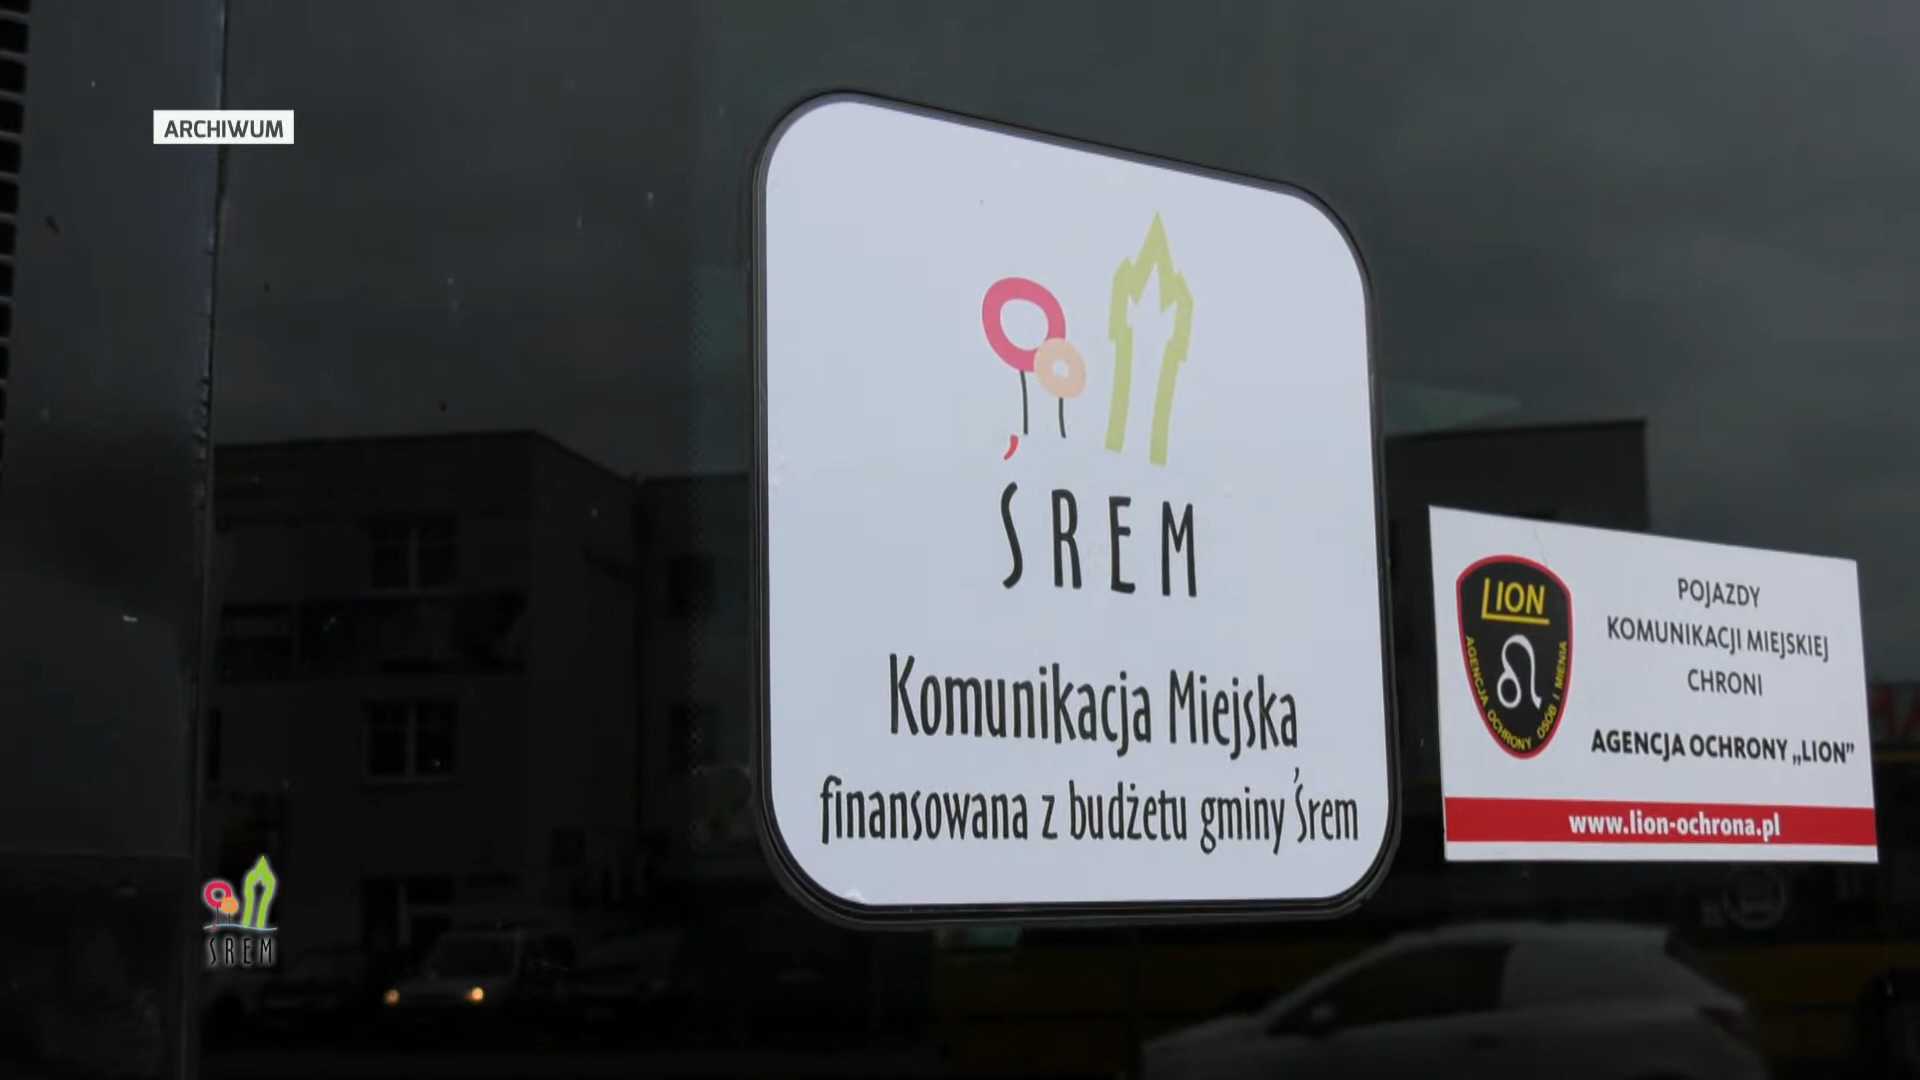 ARCHIWUM
ŚREM
Komunikacja Miejska
finansowana z budżetu gminy Śrem
LION
AGENCJA OCHRONY OSÓB I MIENIA
POJAZDY
KOMUNIKACJI MIEJSKIEJ
CHRONI
AGENCJA OCHRONY „LION”
www.lion-ochrona.pl
ŚREM